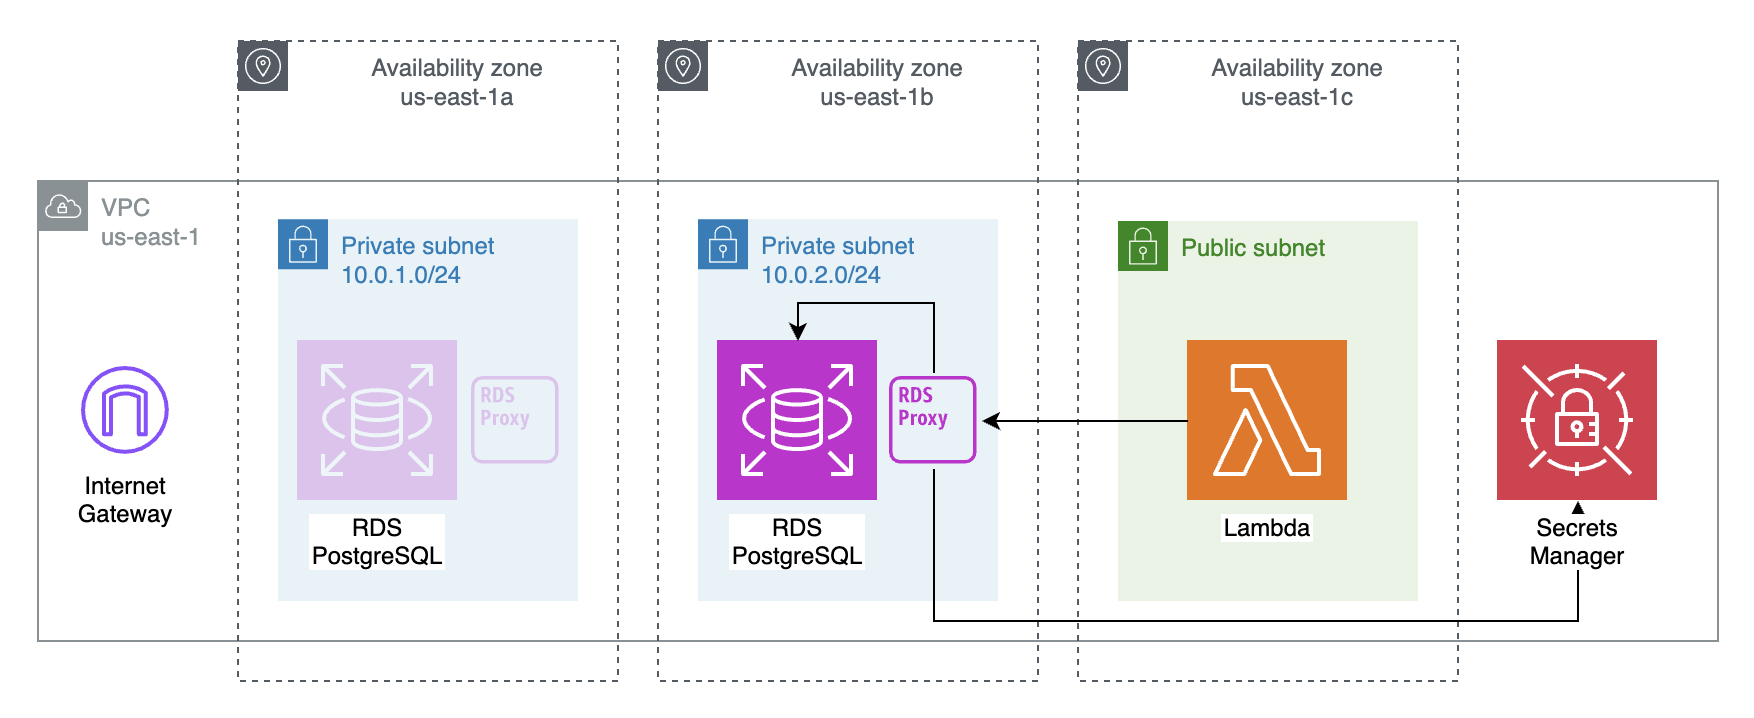 Availability zone
us-east-1a
Availability zone
us-east-1b
Availability zone
us-east-1c
VPC
us-east-1
Private subnet
10.0.1.0/24
Private subnet
10.0.2.0/24
Public subnet
RDS
Proxy
RDS
Proxy
Internet
Gateway
RDS
PostgreSQL
RDS
PostgreSQL
Lambda
Secrets
Manager